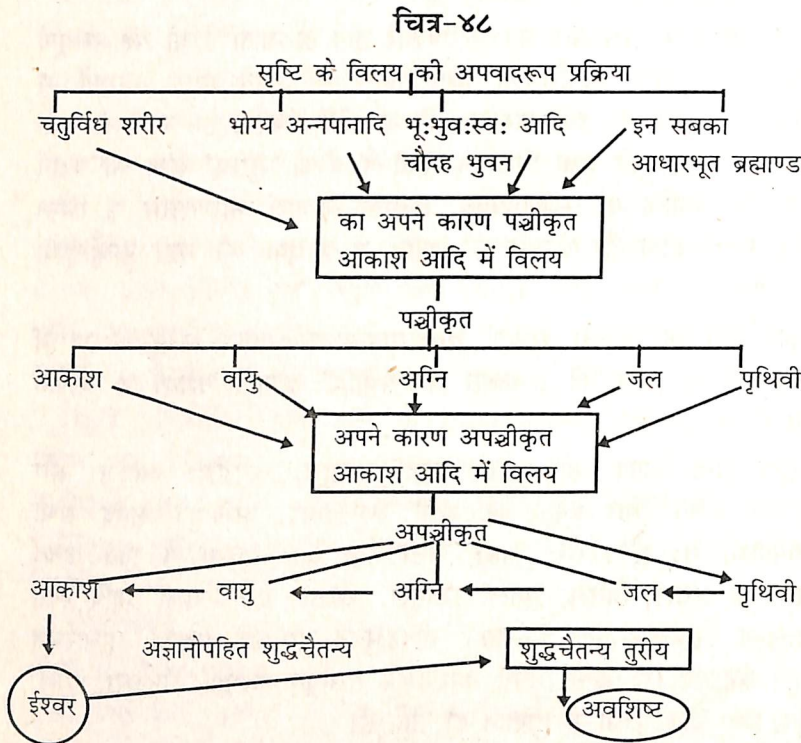 चित्र-४८
सृष्टि के विलय की अपवादरूप प्रक्रिया
चतुर्विध शरीर भोग्य अन्नपानादि भू:भुव:स्व: आदि इन सबका
चौदह भुवन आधारभूत ब्रह्माण्ड
का अपने कारण पञ्चीकृत
आकाश आदि में विलय
पञ्चीकृत
आकाश वायु अग्नि जल पृथिवी
अपने कारण अपञ्चीकृत
आकाश आदि में विलय
अपञ्चीकृत
आकाश वायु अग्नि जल पृथिवी
अज्ञानोपहित शुद्धचैतन्य शुद्धचैतन्य तुरीय
ईश्वर अवशिष्ट